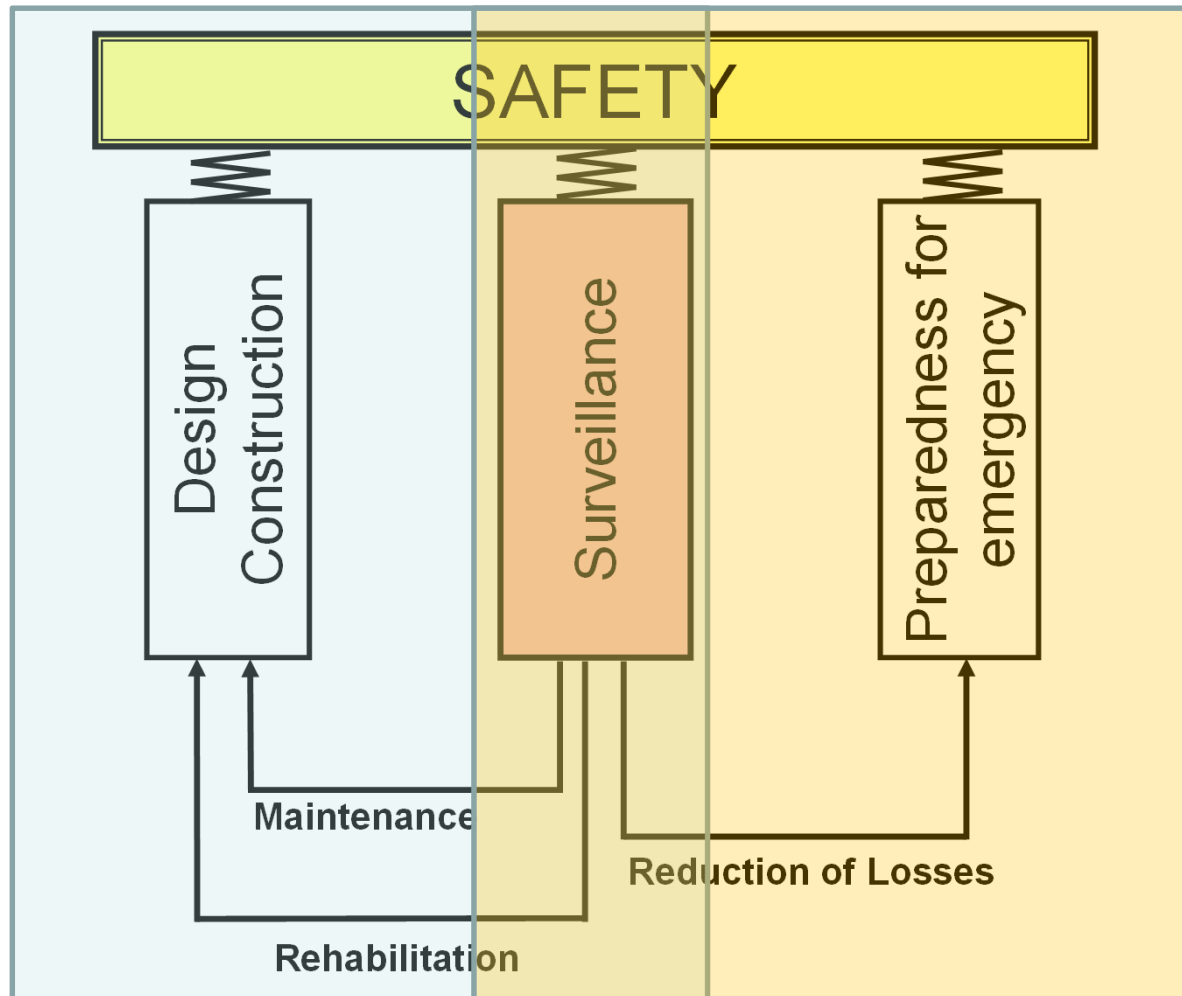 SAFETY
Design
Construction
Surveillance
Preparedness for
emergency
Maintenance
Reduction of Losses
Rehabilitation